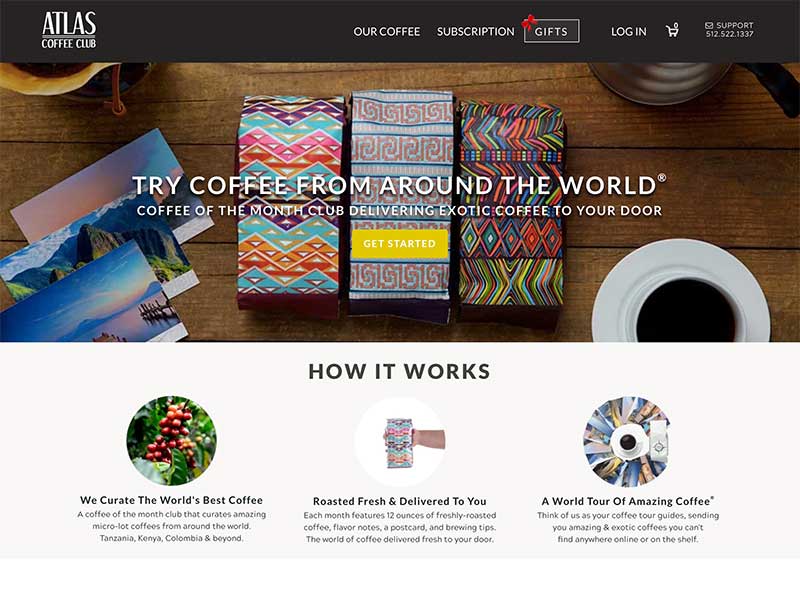 ATLAS
COFFEE CLUB
OUR COFFEE
SUBSCRIPTION
GIFTS
LOG IN
0
SUPPORT
512.522.1337
TRY COFFEE FROM AROUND THE WORLD®
COFFEE OF THE MONTH CLUB DELIVERING EXOTIC COFFEE TO YOUR DOOR
GET STARTED
HOW IT WORKS
We Curate The World's Best Coffee
A coffee of the month club that curates amazing
micro-lot coffees from around the world.
Tanzania, Kenya, Colombia & beyond.
Roasted Fresh & Delivered To You
Each month features 12 ounces of freshly-roasted
coffee, flavor notes, a postcard, and brewing tips.
The world of coffee delivered fresh to your door.
A World Tour Of Amazing Coffee®
Think of us as your coffee tour guides, sending
you amazing & exotic coffees you can't
find anywhere online or on the shelf.